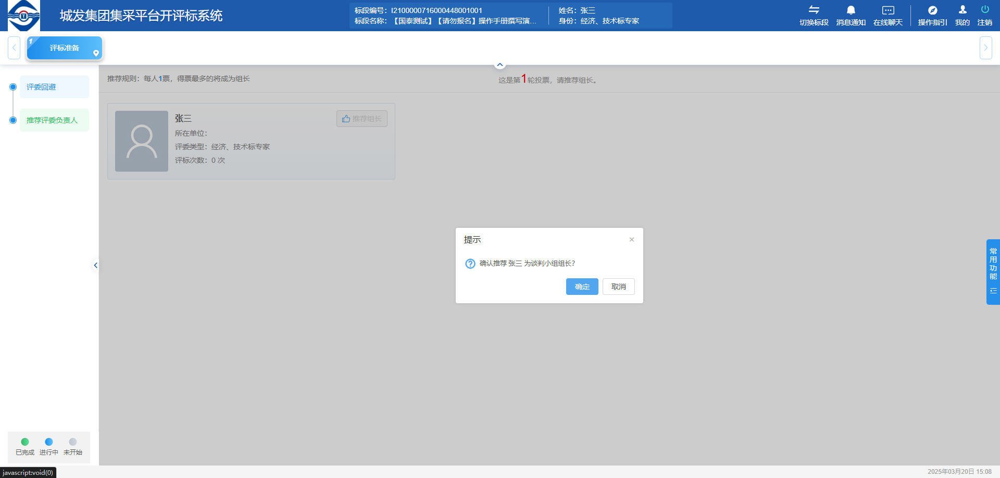 城发集团集采平台开评标系统
标段编号：I2100000716000448001001
标段名称：【国泰测试】【请勿报名】操作手册撰写演...
姓名：张三
身份：经济、技术标专家
切换标段
消息通知
在线聊天
操作指引
我的
注销
1
评标准备
评委回避
推荐评委负责人
推荐规则：每人1票，得票最多的将成为组长
这是第1轮投票，请推荐组长。
张三
推荐组长
所在单位：
评委类型：经济、技术标专家
评标次数：0 次
提示
确认推荐 张三 为谈判小组组长？
确定
取消
常用功能
已完成
进行中
未开始
javascript:void(0)
2025年03月20日 15:08